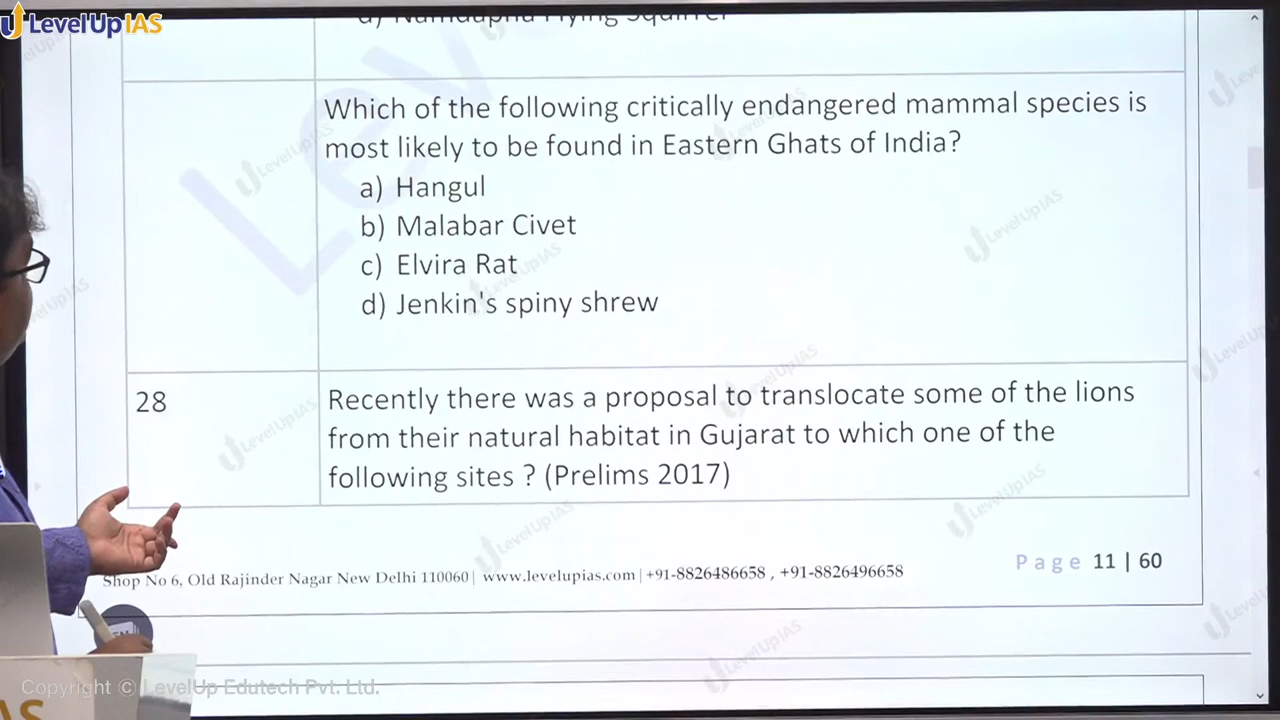 LevelUp IAS
d) Namdapha Flying Squirrel
Which of the following critically endangered mammal species is
most likely to be found in Eastern Ghats of India?
a) Hangul
b) Malabar Civet
c) Elvira Rat
d) Jenkin's spiny shrew
28
Recently there was a proposal to translocate some of the lions
from their natural habitat in Gujarat to which one of the
following sites ? (Prelims 2017)
Shop No 6, Old Rajinder Nagar New Delhi 110060| www.levelupias.com | +91-8826486658 , +91-8826496658
Page 11 | 60
Copyright © LevelUp Edutech Pvt. Ltd.